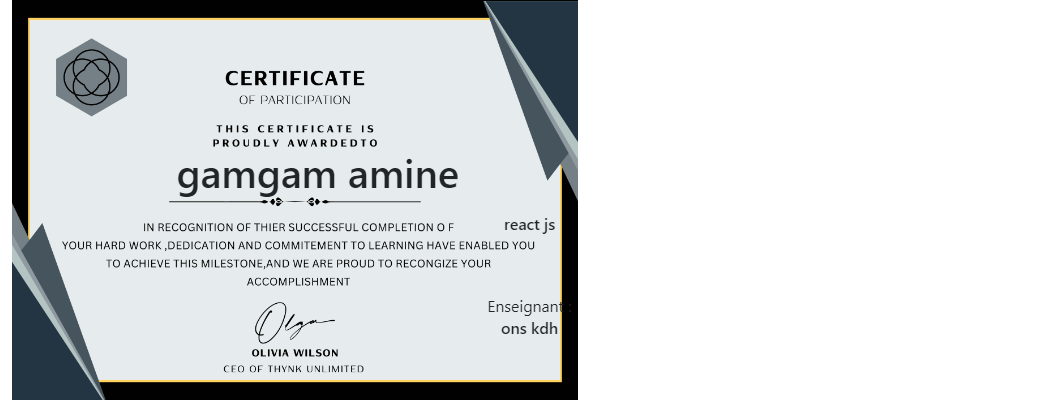 CERTIFICATE
OF PARTICIPATION
THIS CERTIFICATE IS
PROUDLY AWARDEDTO
gamgam amine
IN RECOGNITION OF THIER SUCCESSFUL COMPLETION O F react js
YOUR HARD WORK ,DEDICATION AND COMMITEMENT TO LEARNING HAVE ENABLED YOU
TO ACHIEVE THIS MILESTONE,AND WE ARE PROUD TO RECONGIZE YOUR
ACCOMPLISHMENT
Enseignant :
ons kdh
Olga
OLIVIA WILSON
CEO OF THYNK UNLIMITED